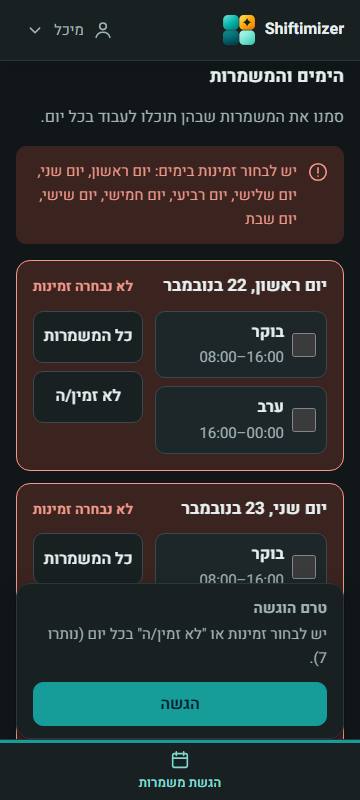 Shiftimizer
מיכל
הימים והמשמרות
סמנו את המשמרות שבהן תוכלו לעבוד בכל יום.
יש לבחור זמינות בימים: יום ראשון, יום שני,
יום שלישי, יום רביעי, יום חמישי, יום שישי,
יום שבת
יום ראשון, 22 בנובמבר
לא נבחרה זמינות
בוקר
08:00–16:00
ערב
16:00–00:00
כל המשמרות
לא זמין/ה
יום שני, 23 בנובמבר
לא נבחרה זמינות
בוקר
08:00–16:00
כל המשמרות
טרם הוגשה
יש לבחור זמינות או "לא זמין/ה" בכל יום (נותרו
7).
הגשה
הגשת משמרות